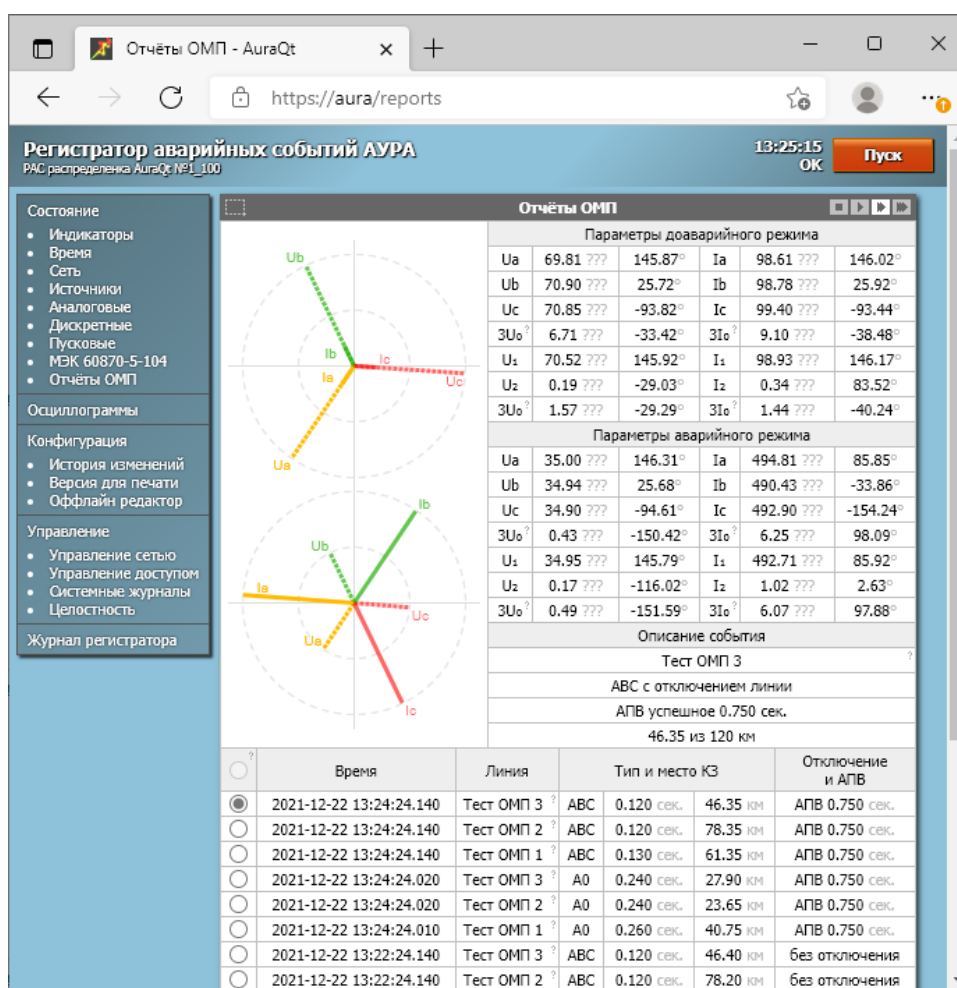 Отчёты ОМП - AuraQt
https://aura/reports
Регистратор аварийных событий АУРА
РАС распределенка AuraQt №1_100
13:25:15
OK
Пуск
Состояние
Индикаторы
Время
Сеть
Источники
Аналоговые
Дискретные
Пусковые
МЭК 60870-5-104
Отчёты ОМП
Осциллограммы
Конфигурация
История изменений
Версия для печати
Оффлайн редактор
Управление
Управление сетью
Управление доступом
Системные журналы
Целостность
Журнал регистратора
Отчёты ОМП
Ub
Ib
Ic
Ia
Uc
Ua
Ib
Ub
Ia
Uc
Ua
Ic
Параметры доаварийного режима
Ua 69.81 ??? 145.87° Ia 98.61 ??? 146.02°
Ub 70.90 ??? 25.72° Ib 98.78 ??? 25.92°
Uc 70.85 ??? -93.82° Ic 99.40 ??? -93.44°
3U₀? 6.71 ??? -33.42° 3I₀? 9.10 ??? -38.48°
U₁ 70.52 ??? 145.92° I₁ 98.93 ??? 146.17°
U₂ 0.19 ??? -29.03° I₂ 0.34 ??? 83.52°
3U₀? 1.57 ??? -29.29° 3I₀? 1.44 ??? -40.24°
Параметры аварийного режима
Ua 35.00 ??? 146.31° Ia 494.81 ??? 85.85°
Ub 34.94 ??? 25.68° Ib 490.43 ??? -33.86°
Uc 34.90 ??? -94.61° Ic 492.90 ??? -154.24°
3U₀? 0.43 ??? -150.42° 3I₀? 6.25 ??? 98.09°
U₁ 34.95 ??? 145.79° I₁ 492.71 ??? 85.92°
U₂ 0.17 ??? -116.02° I₂ 1.02 ??? 2.63°
3U₀? 0.49 ??? -151.59° 3I₀? 6.07 ??? 97.88°
Описание события
Тест ОМП 3 ?
ABC с отключением линии
АПВ успешное 0.750 сек.
46.35 из 120 км
? Время Линия Тип и место КЗ Отключение
и АПВ
2021-12-22 13:24:24.140 Тест ОМП 3 ? ABC 0.120 сек. 46.35 км АПВ 0.750 сек.
2021-12-22 13:24:24.140 Тест ОМП 2 ? ABC 0.120 сек. 78.35 км АПВ 0.750 сек.
2021-12-22 13:24:24.140 Тест ОМП 1 ? ABC 0.130 сек. 61.35 км АПВ 0.750 сек.
2021-12-22 13:24:24.020 Тест ОМП 3 ? A0 0.240 сек. 27.90 км АПВ 0.750 сек.
2021-12-22 13:24:24.020 Тест ОМП 2 ? A0 0.240 сек. 23.65 км АПВ 0.750 сек.
2021-12-22 13:24:24.010 Тест ОМП 1 ? A0 0.260 сек. 40.75 км АПВ 0.750 сек.
2021-12-22 13:22:24.140 Тест ОМП 3 ? ABC 0.120 сек. 46.40 км без отключения
2021-12-22 13:22:24.140 Тест ОМП 2 ? ABC 0.120 сек. 78.20 км без отключения